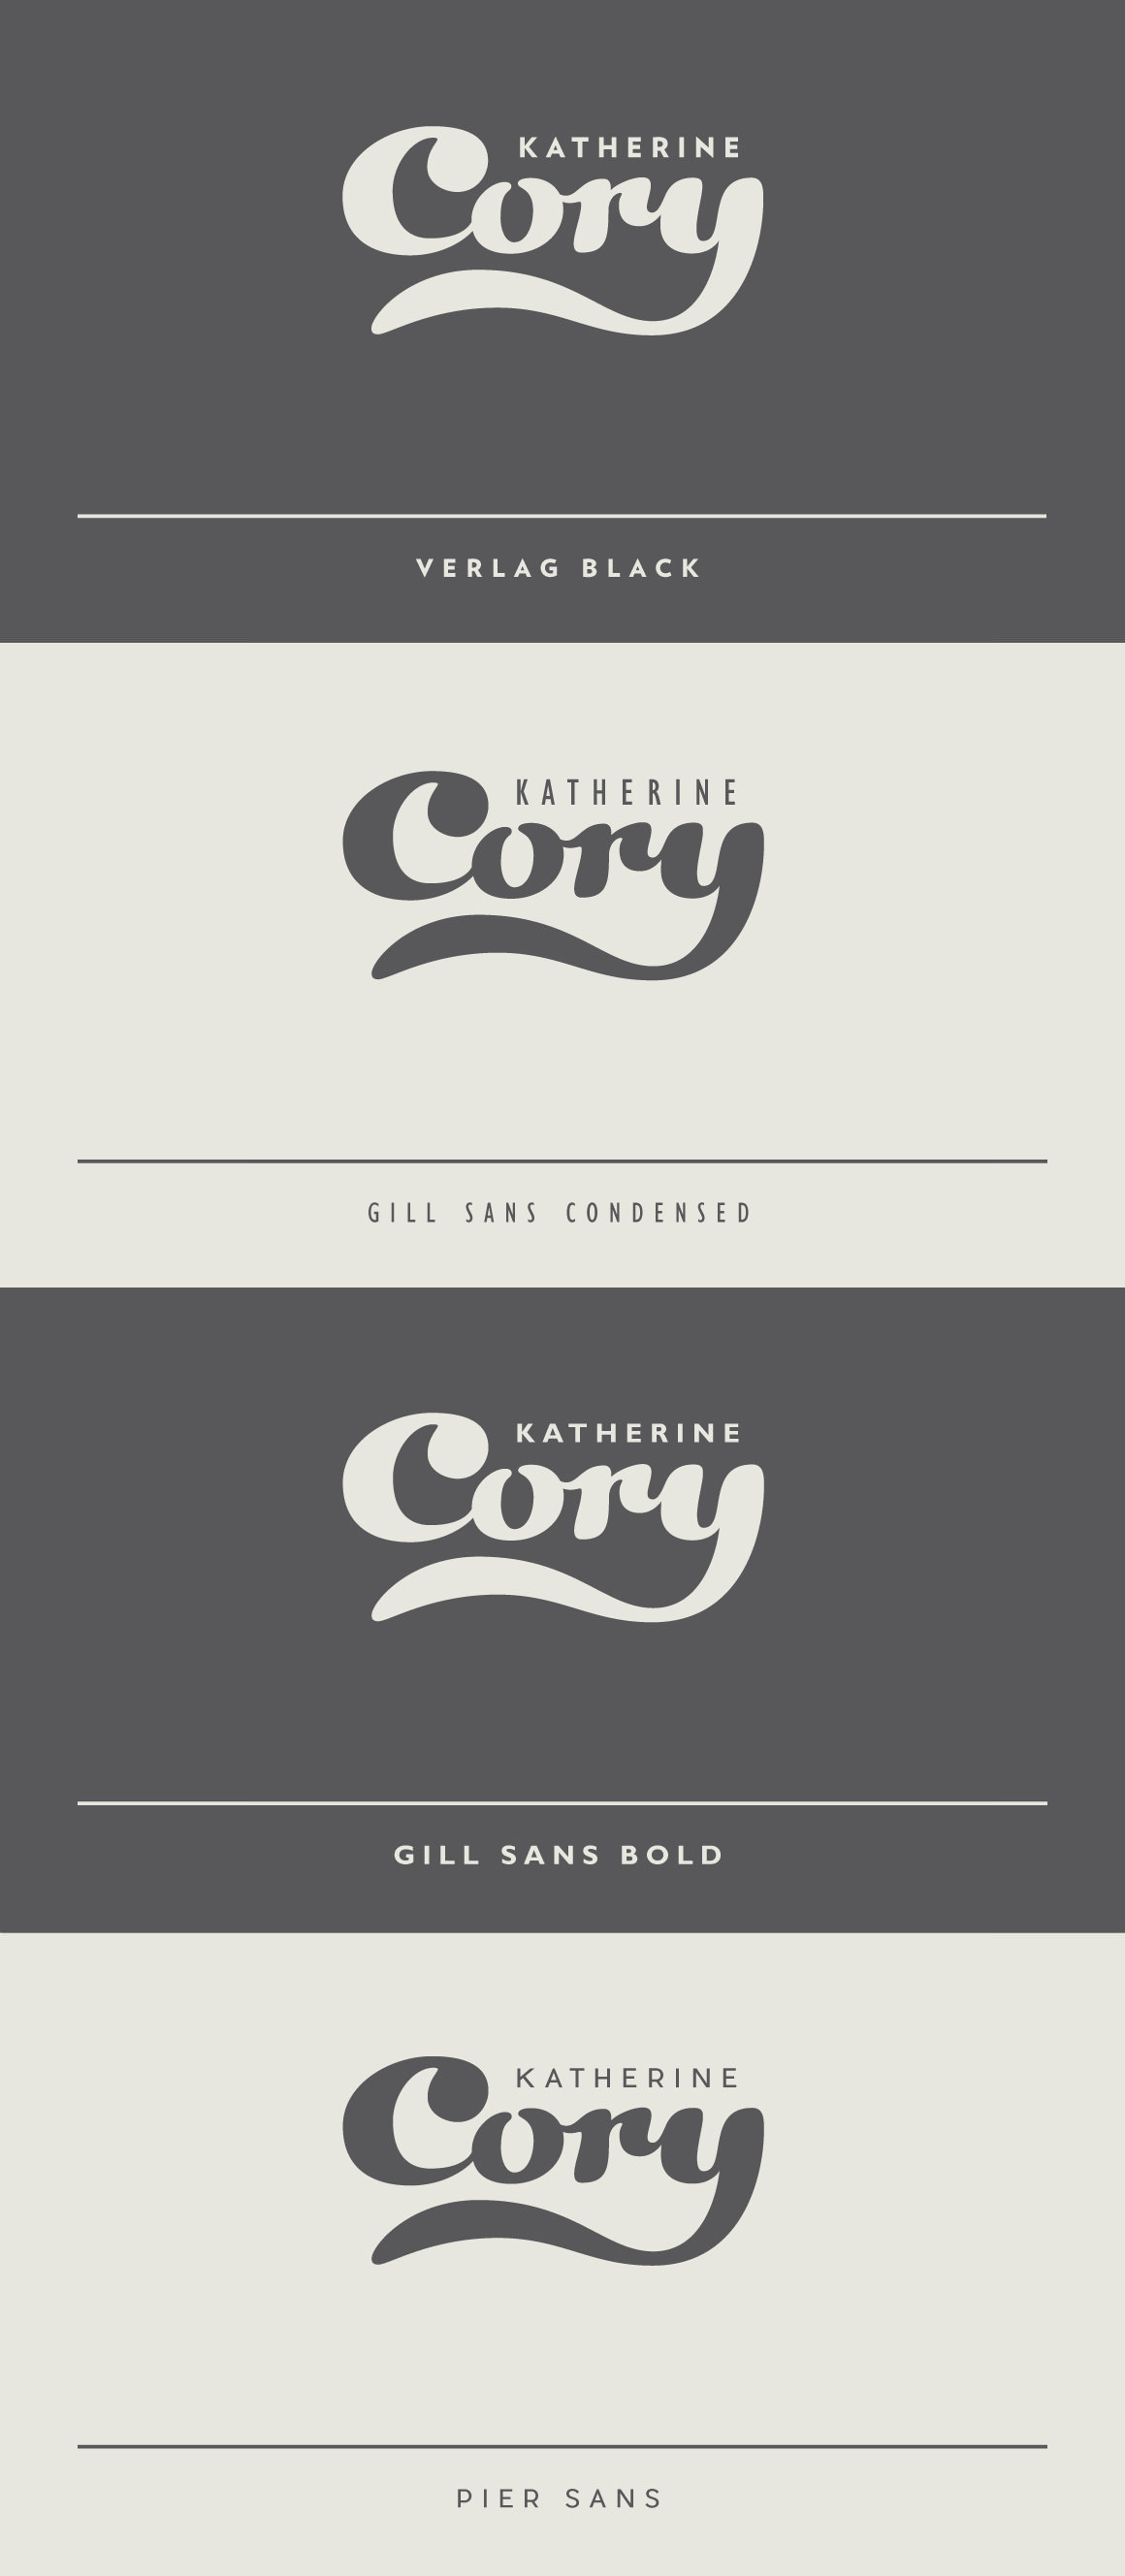 KATHERINE
Cory
VERLAG BLACK
KATHERINE
Cory
GILL SANS CONDENSED
KATHERINE
Cory
GILL SANS BOLD
KATHERINE
Cory
PIER SANS